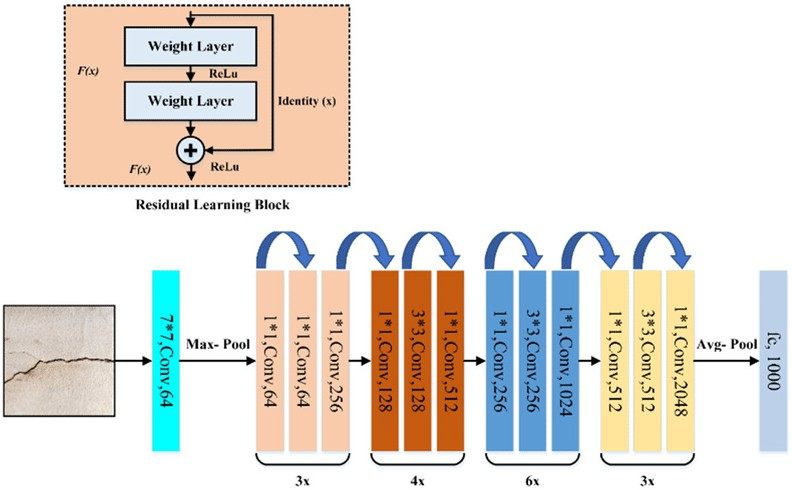 Weight Layer
F(x)
ReLu
Weight Layer
Identity (x)
+
F(x)
ReLu
Residual Learning Block
7*7,Conv,64
Max- Pool
1*1,Conv,64
1*1,Conv,64
1*1,Conv,256
1*1,Conv,128
3*3,Conv,128
1*1,Conv,512
1*1,Conv,256
3*3,Conv,256
1*1,Conv,1024
1*1,Conv,512
3*3,Conv,512
1*1,Conv,2048
Avg- Pool
fc, 1000
3x
4x
6x
3x